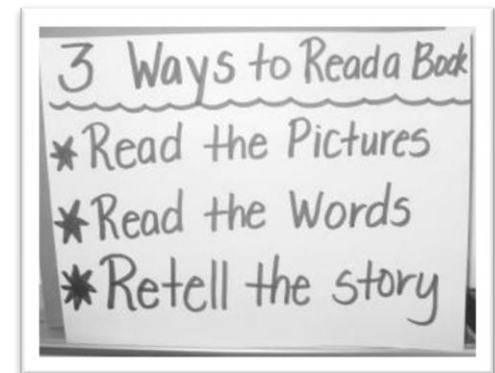 3 Ways to Read a Book
* Read the Pictures
* Read the Words
* Retell the story